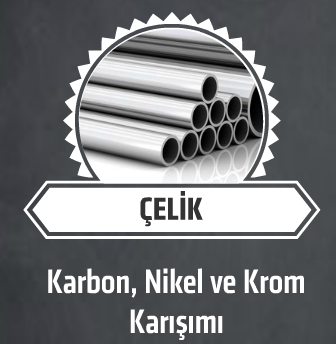 ÇELİK
Karbon, Nikel ve Krom
Karışımı